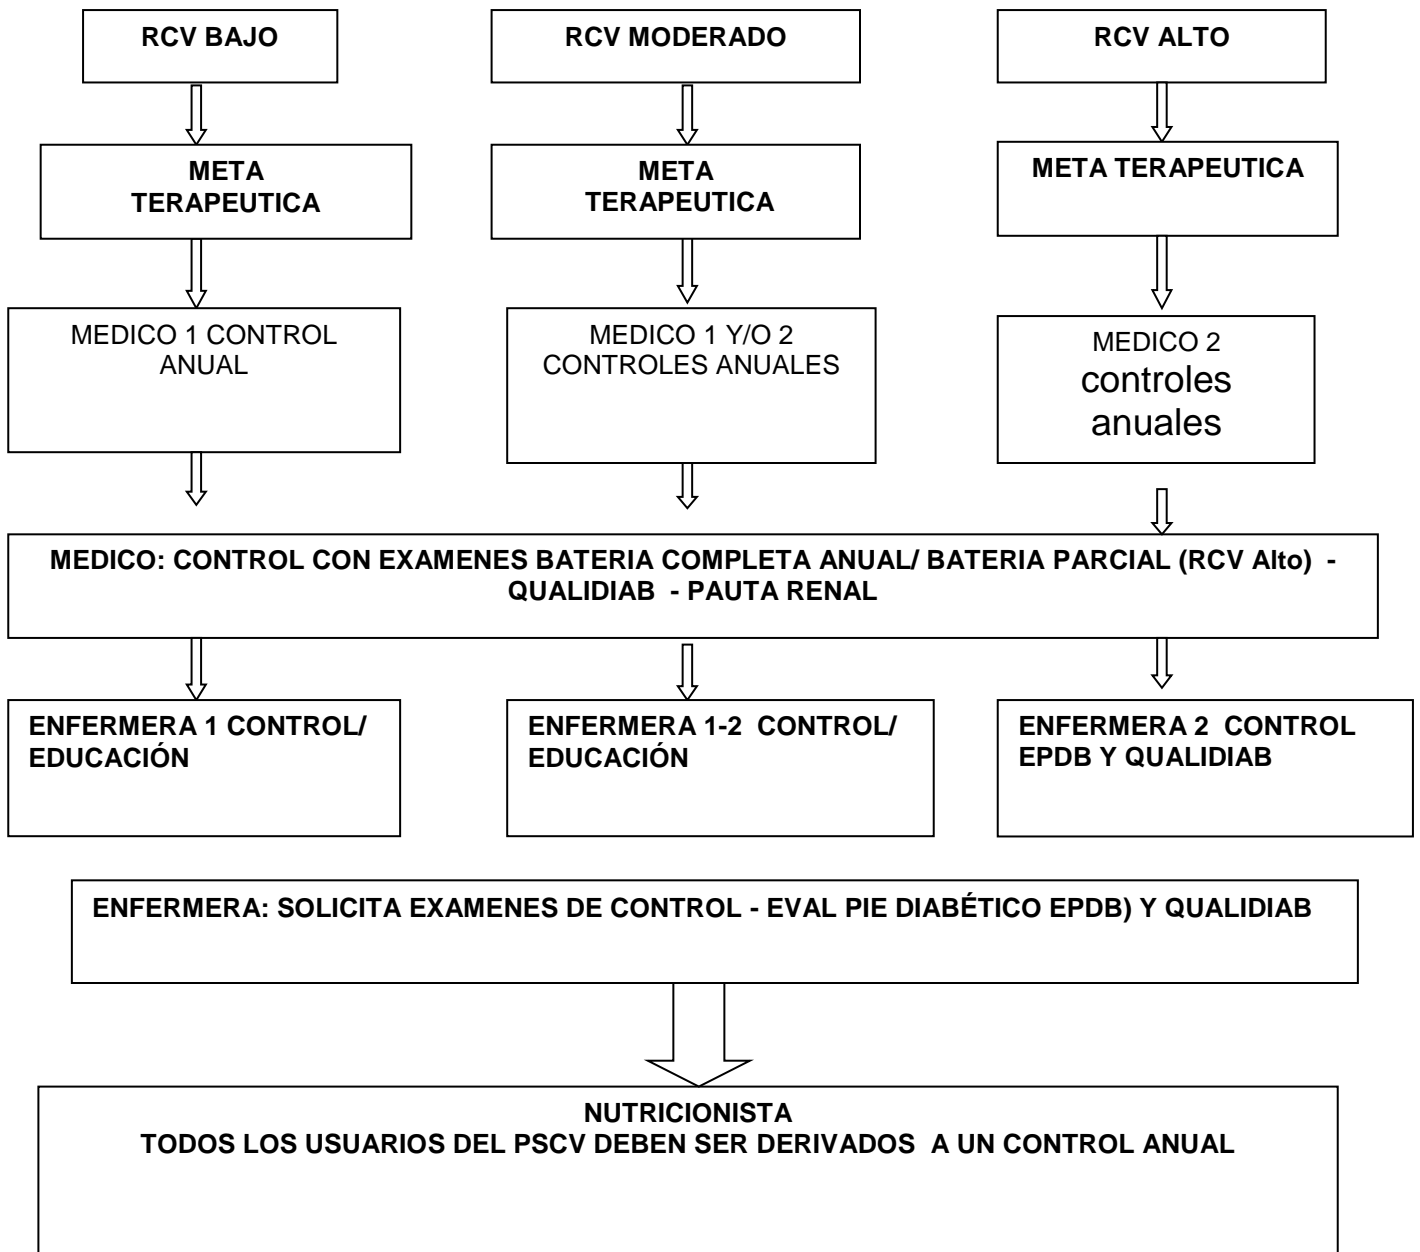 RCV BAJO
RCV MODERADO
RCV ALTO
META
TERAPEUTICA
META
TERAPEUTICA
META TERAPEUTICA
MEDICO 1 CONTROL
ANUAL
MEDICO 1 Y/O 2
CONTROLES ANUALES
MEDICO 2
controles
anuales
MEDICO: CONTROL CON EXAMENES BATERIA COMPLETA ANUAL/ BATERIA PARCIAL (RCV Alto) -
QUALIDIAB - PAUTA RENAL
ENFERMERA 1 CONTROL/
EDUCACIÓN
ENFERMERA 1-2 CONTROL/
EDUCACIÓN
ENFERMERA 2 CONTROL
EPDB Y QUALIDIAB
ENFERMERA: SOLICITA EXAMENES DE CONTROL - EVAL PIE DIABÉTICO EPDB) Y QUALIDIAB
NUTRICIONISTA
TODOS LOS USUARIOS DEL PSCV DEBEN SER DERIVADOS A UN CONTROL ANUAL